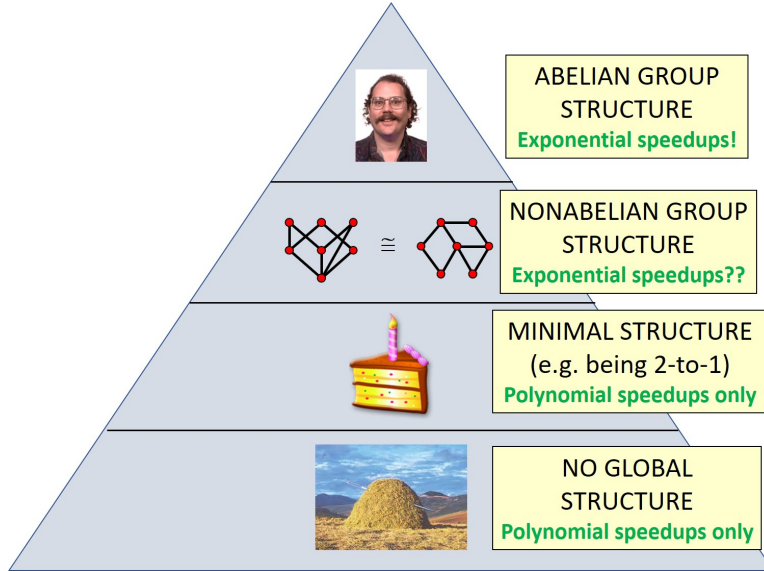 ABELIAN GROUP
STRUCTURE
Exponential speedups!
≅
NONABELIAN GROUP
STRUCTURE
Exponential speedups??
MINIMAL STRUCTURE
(e.g. being 2-to-1)
Polynomial speedups only
NO GLOBAL
STRUCTURE
Polynomial speedups only